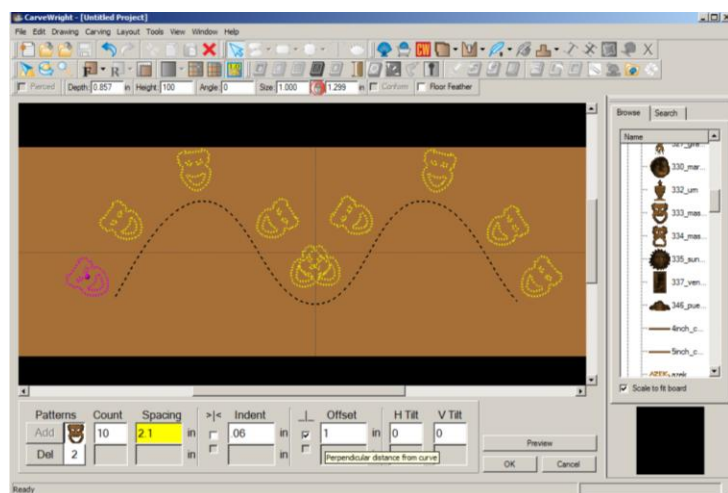 CarveWright - [Untitled Project]
File Edit Drawing Carving Layout Tools View Window Help
CW
R
Pierced Depth: 0.857 in Height: 100 Angle: 0 Size: 1.000 1.299 in Conform Floor Feather
Browse Search
Name
330_mar...
332_urn
333_mas...
334_mas...
335_sun...
337_ven...
346_pue...
4inch_c...
5inch_c...
Scale to fit board
Patterns Count Spacing >|< Indent _|_ Offset H Tilt V Tilt
Add 10 2.1 in .06 in 1 in 0 0
Del 2 in in
Perpendicular distance from curve
Preview
OK Cancel
Ready